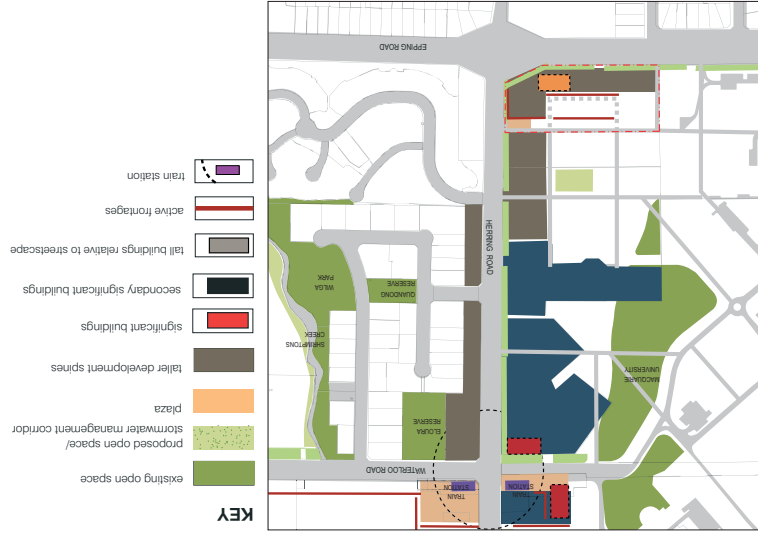 KEY
existing open space
proposed open space/
stormwater management corridor
plaza
taller development spines
significant buildings
secondary significant buildings
tall buildings relative to streetscape
active frontages
train station
TRAIN
STATION
TRAIN
STATION
WATERLOO ROAD
ELOURA
RESERVE
MACQUARIE
UNIVERSITY
SHRIMPTONS
CREEK
QUANDONG
RESERVE
WILGA
PARK
HERRING ROAD
EPPING ROAD